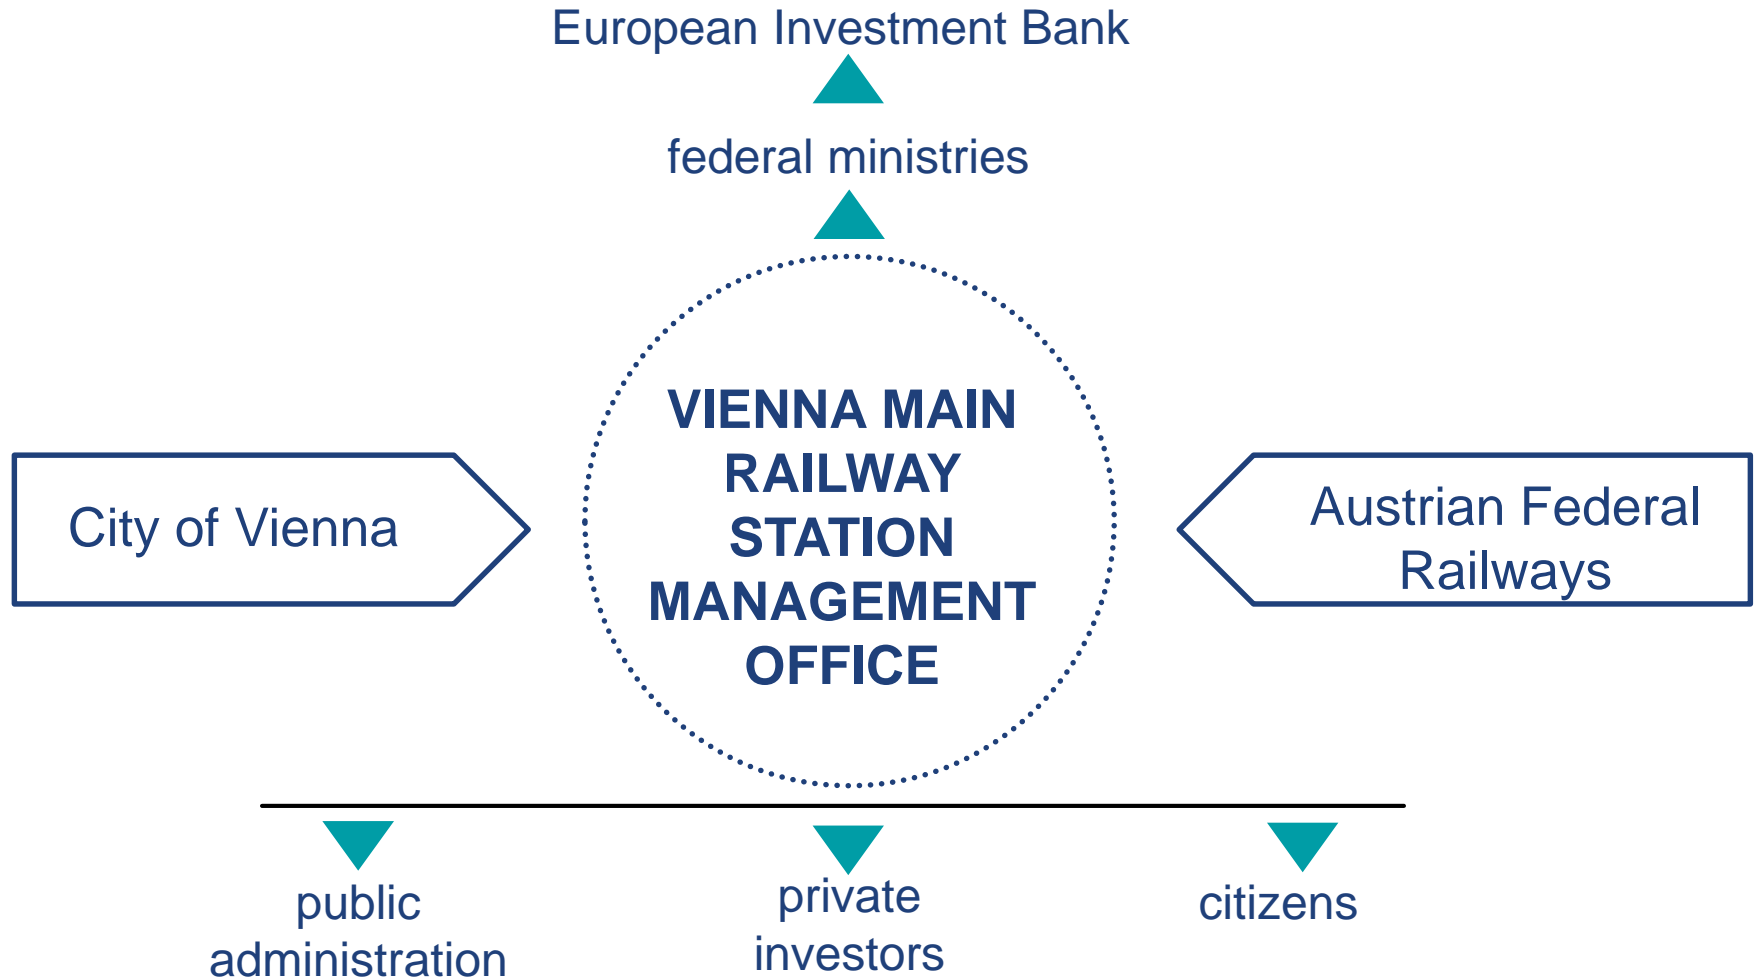 European Investment Bank
federal ministries
VIENNA MAIN
RAILWAY
STATION
MANAGEMENT
OFFICE
City of Vienna
Austrian Federal
Railways
public
administration
private
investors
citizens